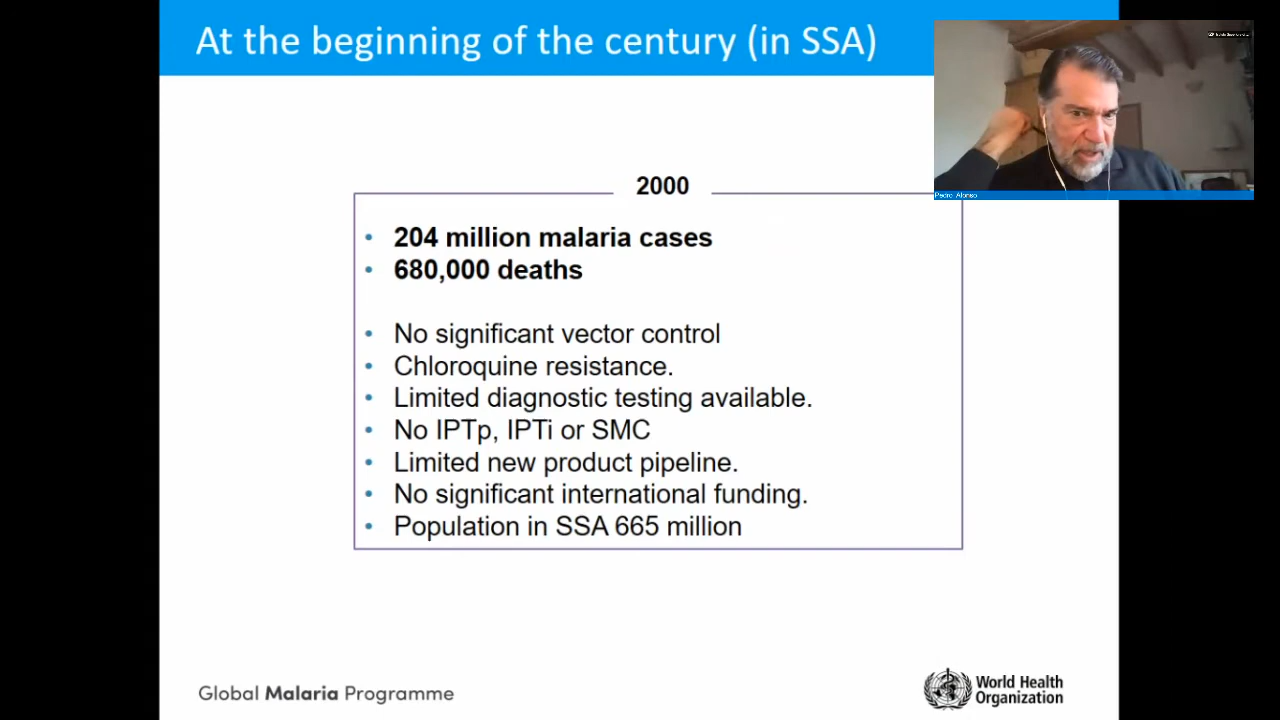 At the beginning of the century (in SSA)
Pedro Alonso
2000
• 204 million malaria cases
• 680,000 deaths
• No significant vector control
• Chloroquine resistance.
• Limited diagnostic testing available.
• No IPTp, IPTi or SMC
• Limited new product pipeline.
• No significant international funding.
• Population in SSA 665 million
Global Malaria Programme
World Health
Organization